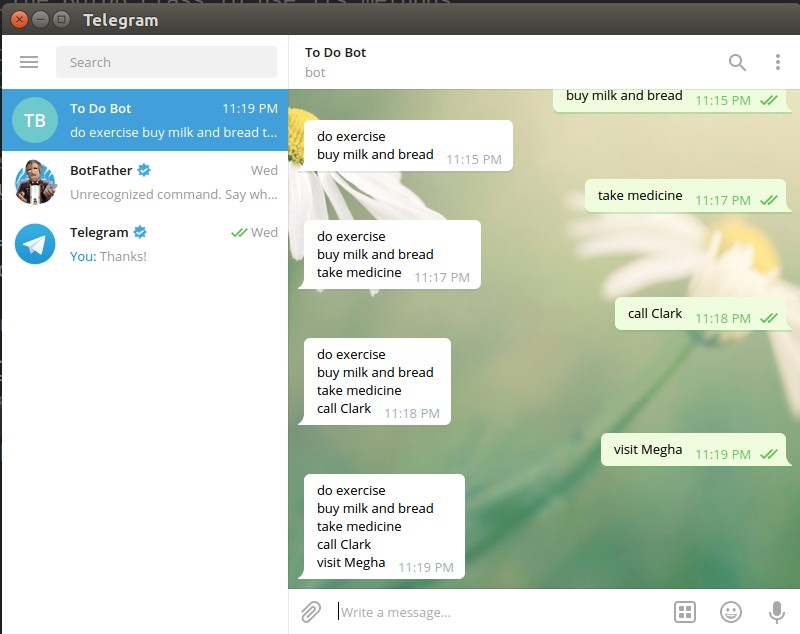 Telegram
Search
To Do Bot
bot
TB
To Do Bot 11:19 PM
do exercise buy milk and bread t...
BotFather Wed
Unrecognized command. Say wh...
Telegram Wed
You: Thanks!
buy milk and bread 11:15 PM
do exercise
buy milk and bread 11:15 PM
take medicine 11:17 PM
do exercise
buy milk and bread
take medicine 11:17 PM
call Clark 11:18 PM
do exercise
buy milk and bread
take medicine
call Clark 11:18 PM
visit Megha 11:19 PM
do exercise
buy milk and bread
take medicine
call Clark
visit Megha 11:19 PM
Write a message...